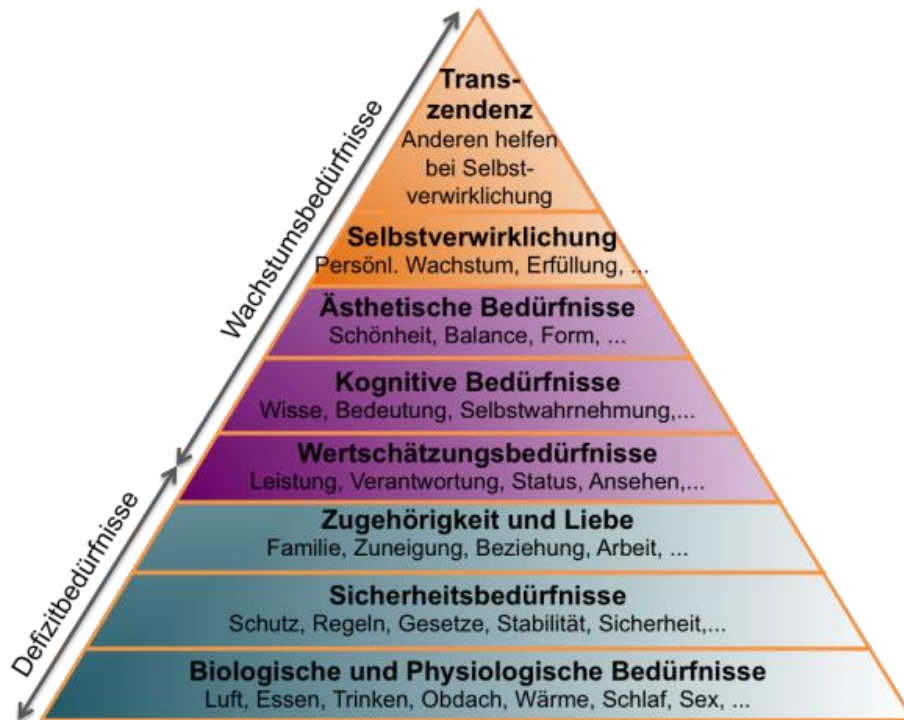 Trans-
zendenz
Anderen helfen
bei Selbst-
verwirklichung
Selbstverwirklichung
Persönl. Wachstum, Erfüllung, ...
Ästhetische Bedürfnisse
Schönheit, Balance, Form, ...
Kognitive Bedürfnisse
Wisse, Bedeutung, Selbstwahrnehmung,...
Wertschätzungsbedürfnisse
Leistung, Verantwortung, Status, Ansehen,...
Zugehörigkeit und Liebe
Familie, Zuneigung, Beziehung, Arbeit, ...
Sicherheitsbedürfnisse
Schutz, Regeln, Gesetze, Stabilität, Sicherheit,...
Biologische und Physiologische Bedürfnisse
Luft, Essen, Trinken, Obdach, Wärme, Schlaf, Sex, ...
Wachstumsbedürfnisse
Defizitbedürfnisse